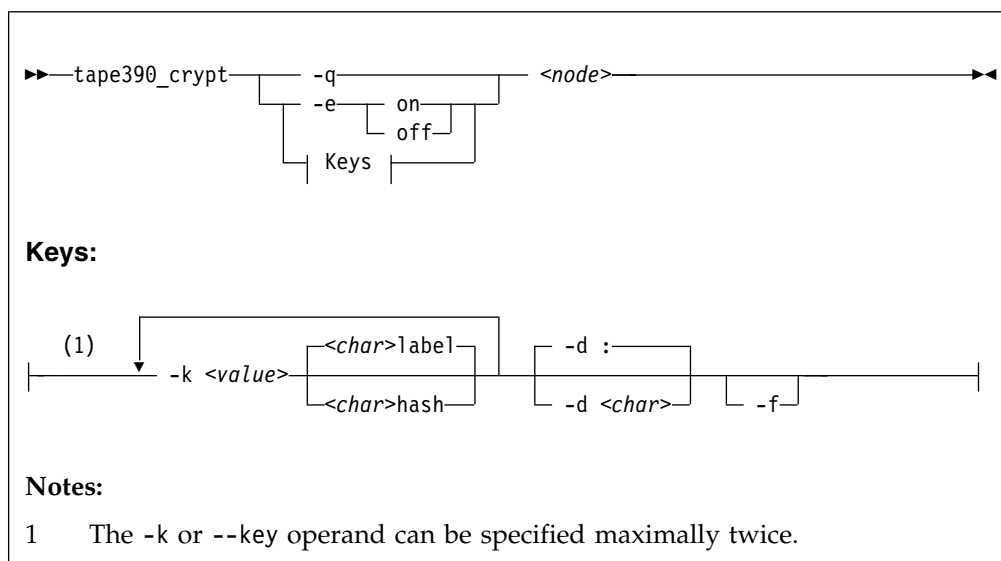 tape390_crypt -q <node>
-e on
off
Keys
Keys:
(1) <char>label -d :
-k <value> <char>hash -d <char> -f
Notes:
1 The -k or --key operand can be specified maximally twice.